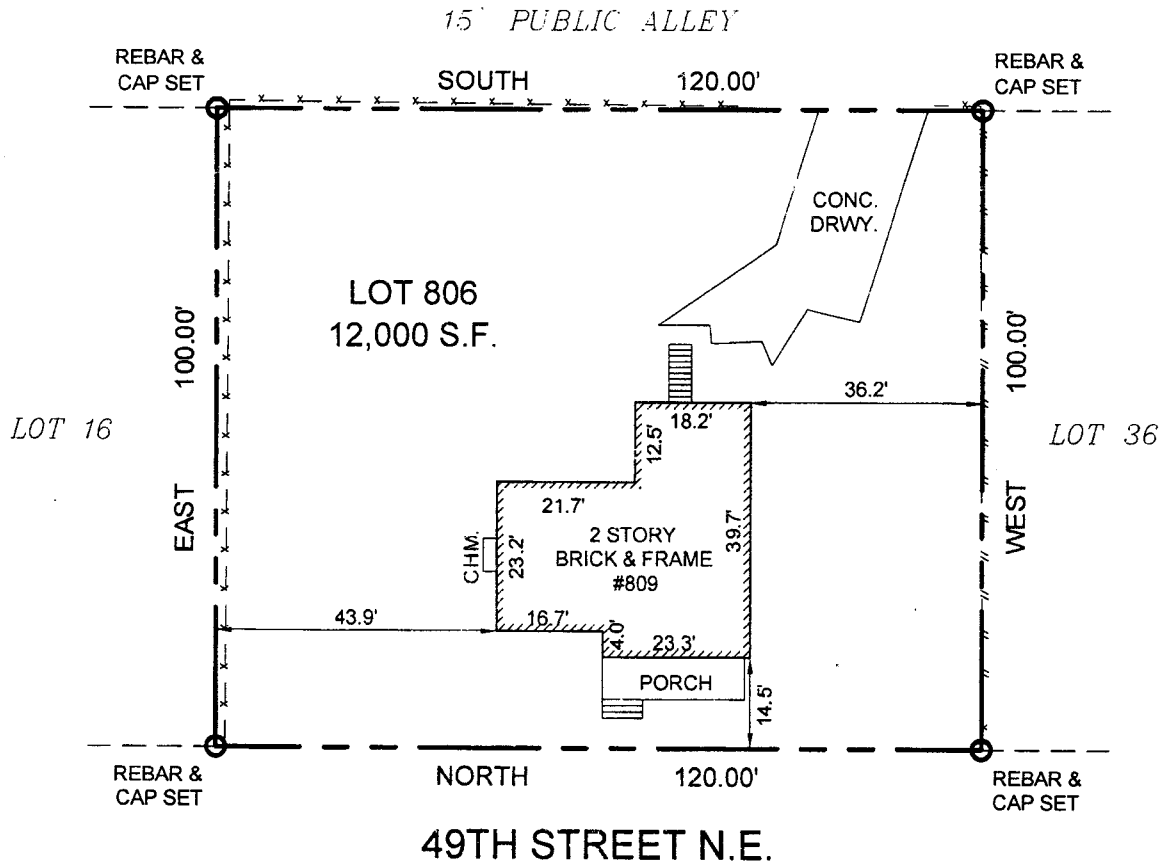 15' PUBLIC ALLEY
REBAR &
CAP SET
SOUTH 120.00'
REBAR &
CAP SET
CONC.
DRWY.
LOT 806
12,000 S.F.
100.00'
100.00'
36.2'
LOT 16
18.2'
LOT 36
12.5'
EAST
21.7'
WEST
39.7'
2 STORY
BRICK & FRAME
#809
CHM.
23.2'
43.9'
16.7'
4.0'
23.3'
PORCH
14.5'
REBAR &
CAP SET
NORTH 120.00'
REBAR &
CAP SET
49TH STREET N.E.